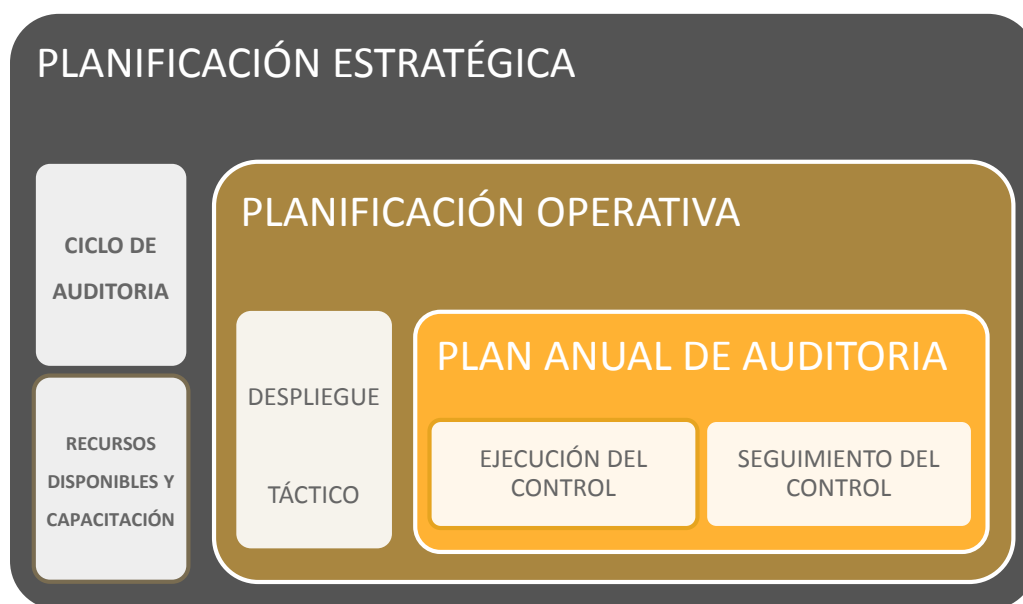 PLANIFICACIÓN ESTRATÉGICA
CICLO DE
AUDITORIA
RECURSOS
DISPONIBLES Y
CAPACITACIÓN
PLANIFICACIÓN OPERATIVA
DESPLIEGUE
TÁCTICO
PLAN ANUAL DE AUDITORIA
EJECUCIÓN DEL
CONTROL
SEGUIMIENTO DEL
CONTROL